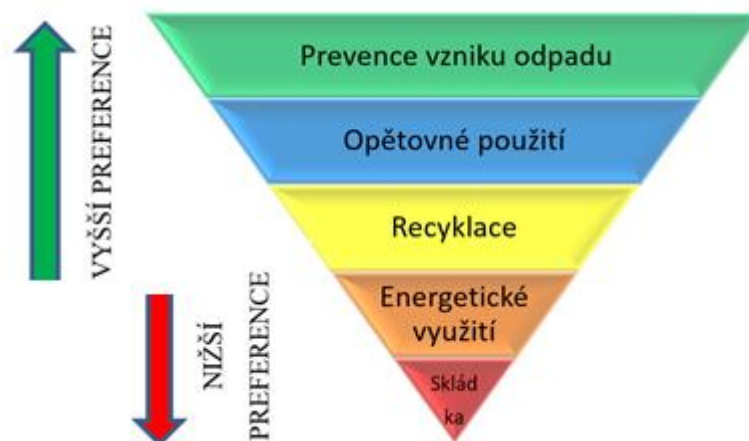 VYŠŠÍ PREFERENCE
NIŽŠÍ
PREFERENCE
Prevence vzniku odpadu
Opětovné použití
Recyklace
Energetické
využití
Sklád
ka